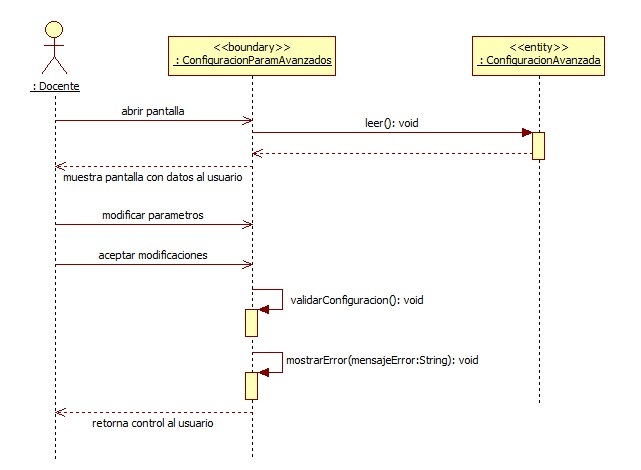 <<boundary>>
: ConfiguracionParamAvanzados
<<entity>>
: ConfiguracionAvanzada
: Docente
abrir pantalla
leer(): void
muestra pantalla con datos al usuario
modificar parametros
aceptar modificaciones
validarConfiguracion(): void
mostrarError(mensajeError:String): void
retorna control al usuario